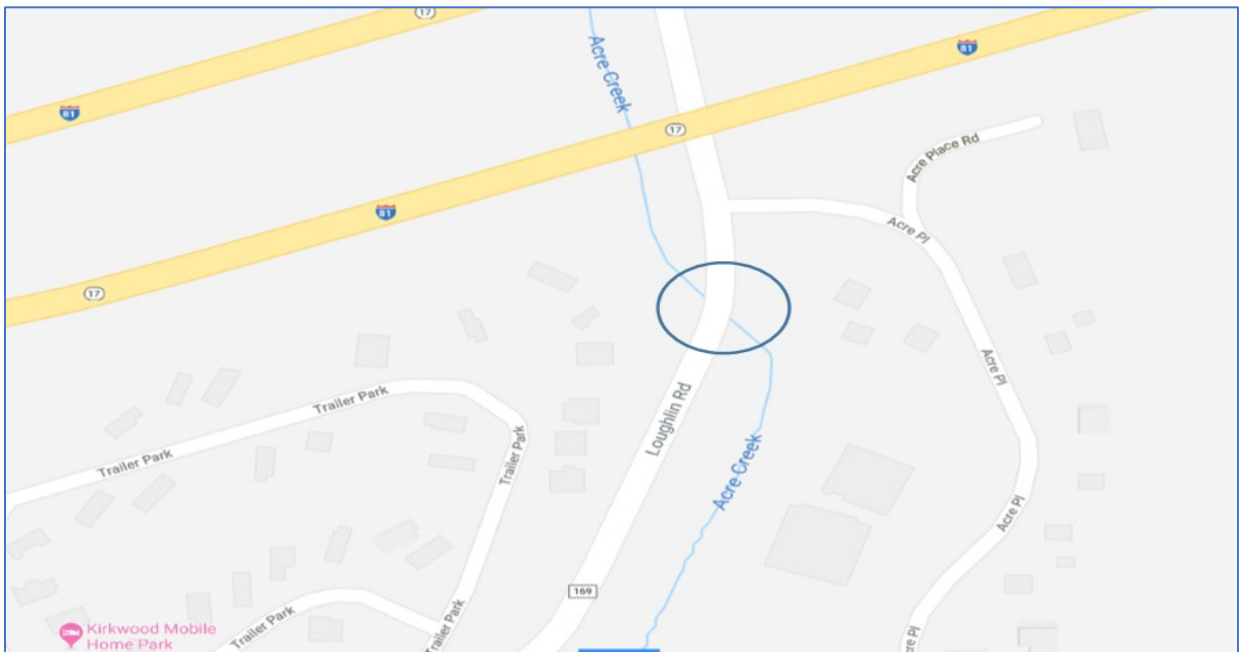 17
Acre Creek
81
81
17
Acre Place Rd
Acre Pl
81
17
Acre Pl
Trailer Park
Loughlin Rd
Trailer Park
Trailer Park
Acre Creek
Acre Pl
169
Kirkwood Mobile
Home Park
Trailer Park
Trailer Park